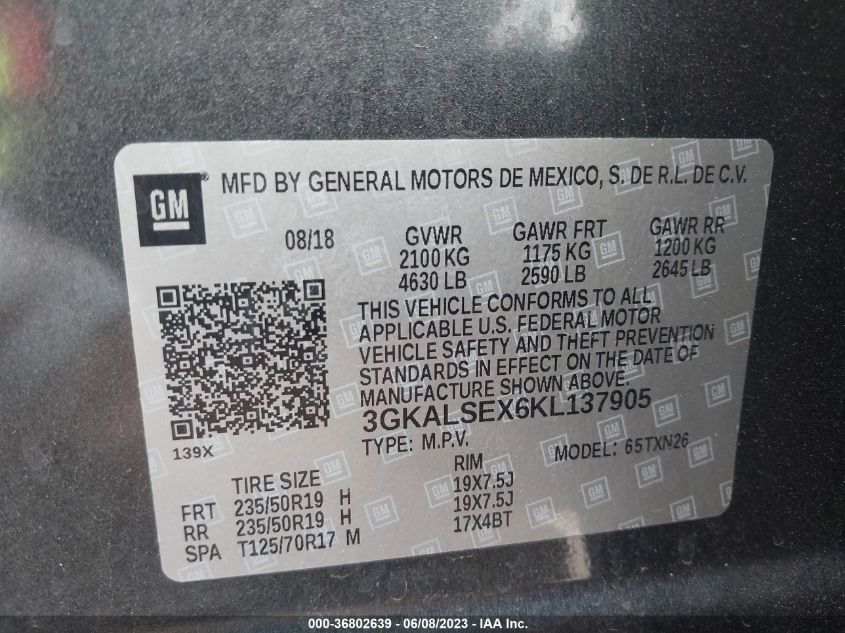 GM ® MFD BY GENERAL MOTORS DE MEXICO, S. DE R.L. DE C.V.
08/18 GVWR GAWR FRT GAWR RR
2100 KG 1175 KG 1200 KG
4630 LB 2590 LB 2645 LB
THIS VEHICLE CONFORMS TO ALL
APPLICABLE U.S. FEDERAL MOTOR
VEHICLE SAFETY AND THEFT PREVENTION
STANDARDS IN EFFECT ON THE DATE OF
MANUFACTURE SHOWN ABOVE.
3GKALSEX6KL137905
139X TYPE: M.P.V. MODEL: 65TXN26
TIRE SIZE RIM
FRT 235/50R19 H 19X7.5J
RR 235/50R19 H 19X7.5J
SPA T125/70R17 M 17X4BT
000-36802639 - 06/08/2023 - IAA Inc.